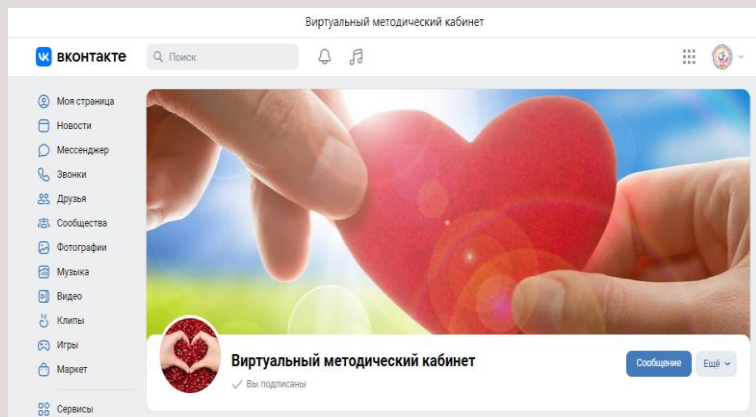 Виртуальный методический кабинет
вконтакте
Поиск
Моя страница
Новости
Мессенджер
Звонки
Друзья
Сообщества
Фотографии
Музыка
Видео
Клипы
Игры
Маркет
Сервисы
Виртуальный методический кабинет
Вы подписаны
Сообщение
Ещё